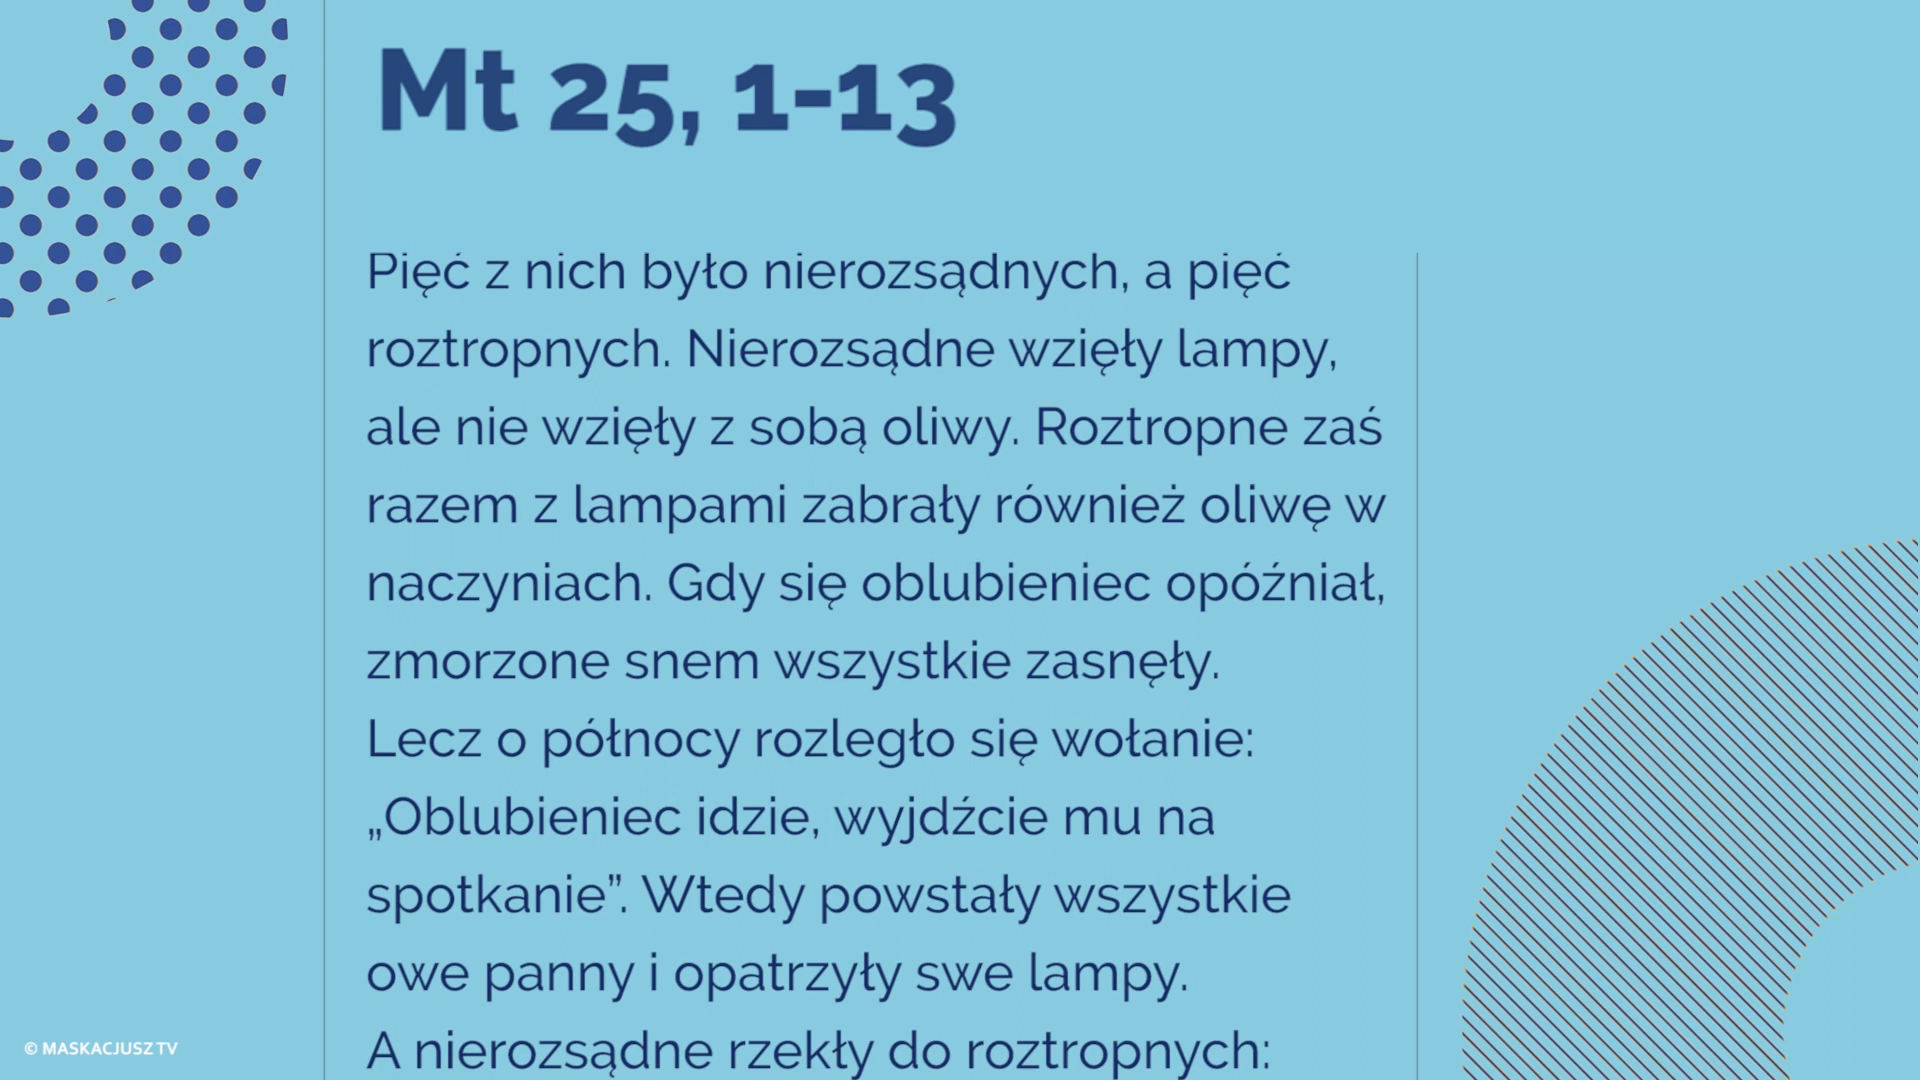 Mt 25, 1-13
Pięć z nich było nierozsądnych, a pięć
roztropnych. Nierozsądne wzięły lampy,
ale nie wzięły z sobą oliwy. Roztropne zaś
razem z lampami zabrały również oliwę w
naczyniach. Gdy się oblubieniec opóźniał,
zmorzone snem wszystkie zasnęły.
Lecz o północy rozległo się wołanie:
„Oblubieniec idzie, wyjdźcie mu na
spotkanie”. Wtedy powstały wszystkie
owe panny i opatrzyły swe lampy.
A nierozsądne rzekły do roztropnych:
© MASKACJUSZ TV